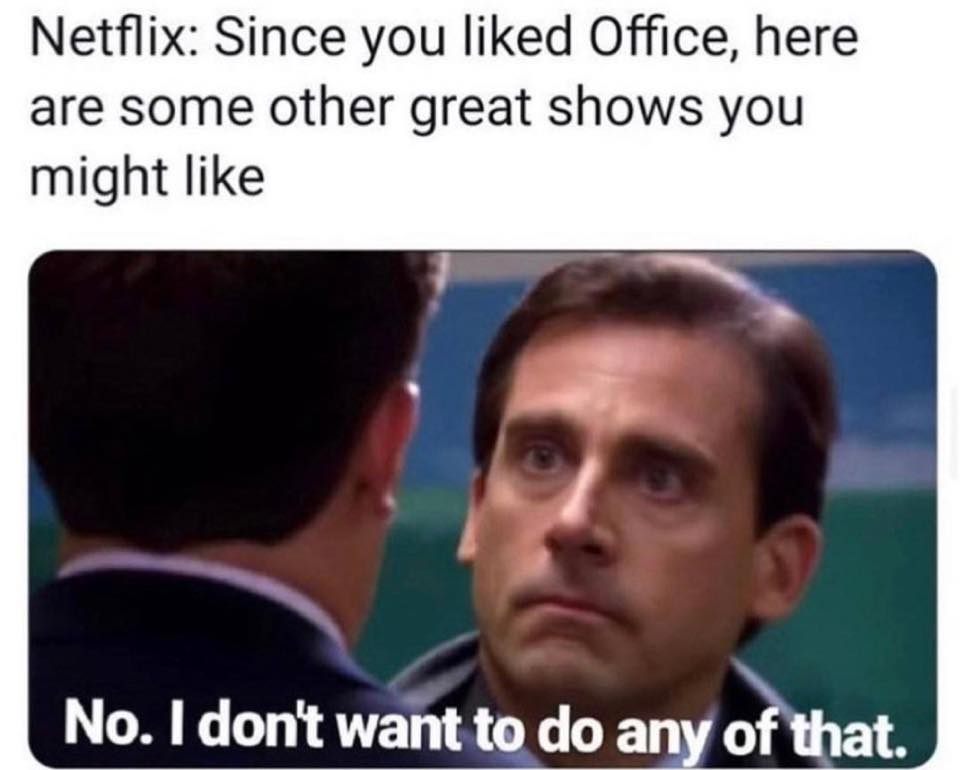 Netflix: Since you liked Office, here
are some other great shows you
might like
No. I don't want to do any of that.